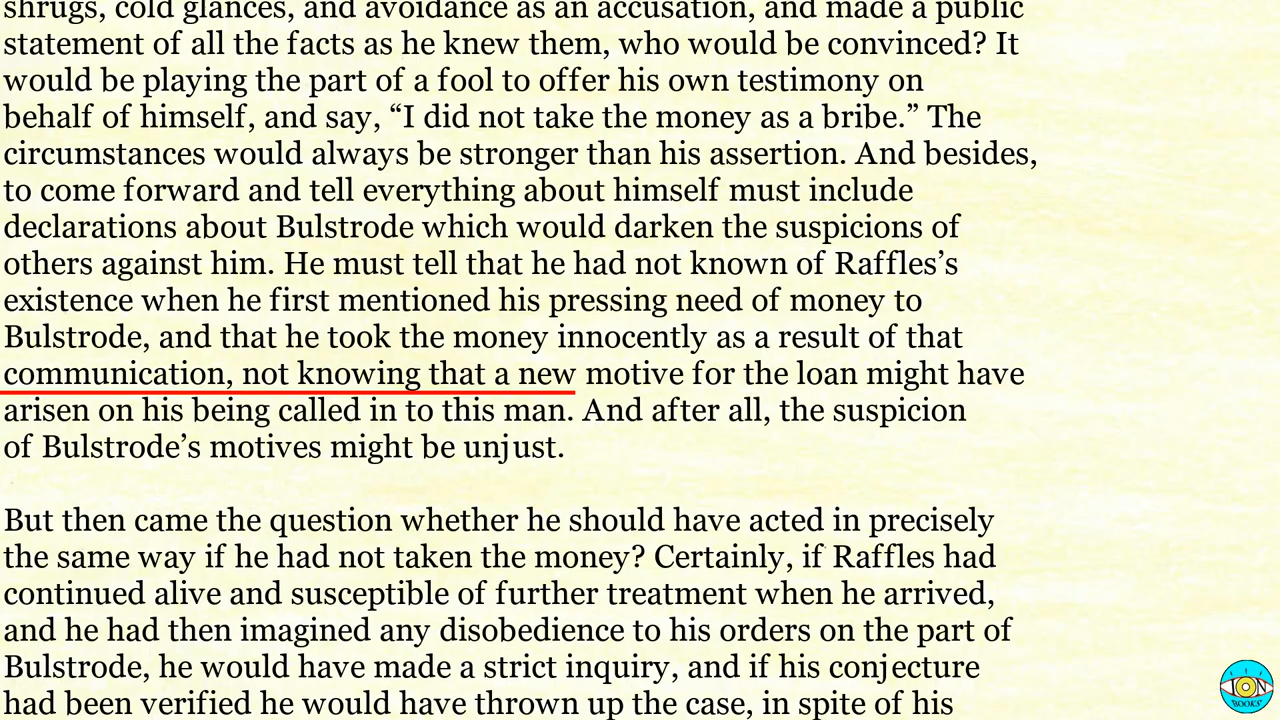 shrugs, cold glances, and avoidance as an accusation, and made a public
statement of all the facts as he knew them, who would be convinced? It
would be playing the part of a fool to offer his own testimony on
behalf of himself, and say, “I did not take the money as a bribe.” The
circumstances would always be stronger than his assertion. And besides,
to come forward and tell everything about himself must include
declarations about Bulstrode which would darken the suspicions of
others against him. He must tell that he had not known of Raffles’s
existence when he first mentioned his pressing need of money to
Bulstrode, and that he took the money innocently as a result of that
communication, not knowing that a new motive for the loan might have
arisen on his being called in to this man. And after all, the suspicion
of Bulstrode’s motives might be unjust.
But then came the question whether he should have acted in precisely
the same way if he had not taken the money? Certainly, if Raffles had
continued alive and susceptible of further treatment when he arrived,
and he had then imagined any disobedience to his orders on the part of
Bulstrode, he would have made a strict inquiry, and if his conjecture
had been verified he would have thrown up the case, in spite of his
ION
BOOKS